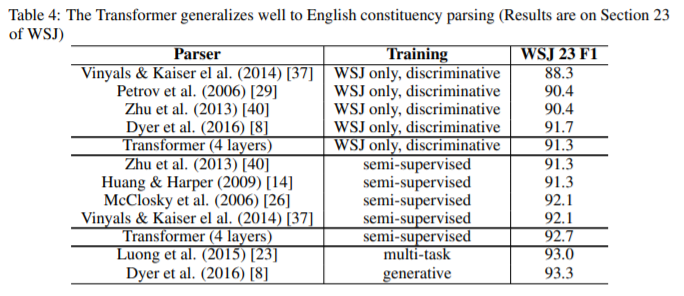 Table 4: The Transformer generalizes well to English constituency parsing (Results are on Section 23
of WSJ)
Parser Training WSJ 23 F1
Vinyals & Kaiser el al. (2014) [37] WSJ only, discriminative 88.3
Petrov et al. (2006) [29] WSJ only, discriminative 90.4
Zhu et al. (2013) [40] WSJ only, discriminative 90.4
Dyer et al. (2016) [8] WSJ only, discriminative 91.7
Transformer (4 layers) WSJ only, discriminative 91.3
Zhu et al. (2013) [40] semi-supervised 91.3
Huang & Harper (2009) [14] semi-supervised 91.3
McClosky et al. (2006) [26] semi-supervised 92.1
Vinyals & Kaiser el al. (2014) [37] semi-supervised 92.1
Transformer (4 layers) semi-supervised 92.7
Luong et al. (2015) [23] multi-task 93.0
Dyer et al. (2016) [8] generative 93.3